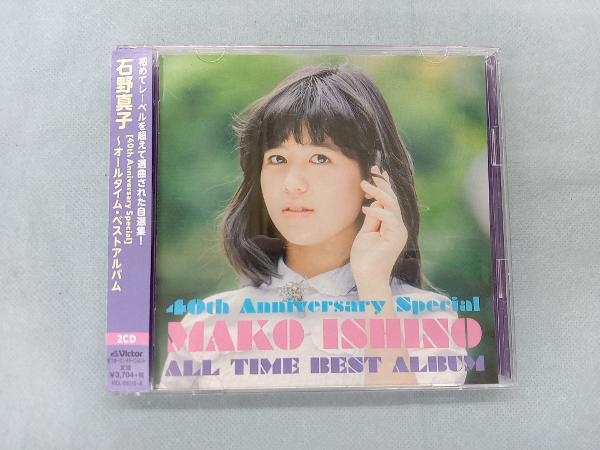 初めてレーベルを超えて選曲された自選集!
石野真子
[40th Anniversary Special]
～オールタイム・ベストアルバム
2CD
Victor
定価
¥3,704+税
40th Anniversary Special
MAKO ISHINO
ALL TIME BEST ALBUM